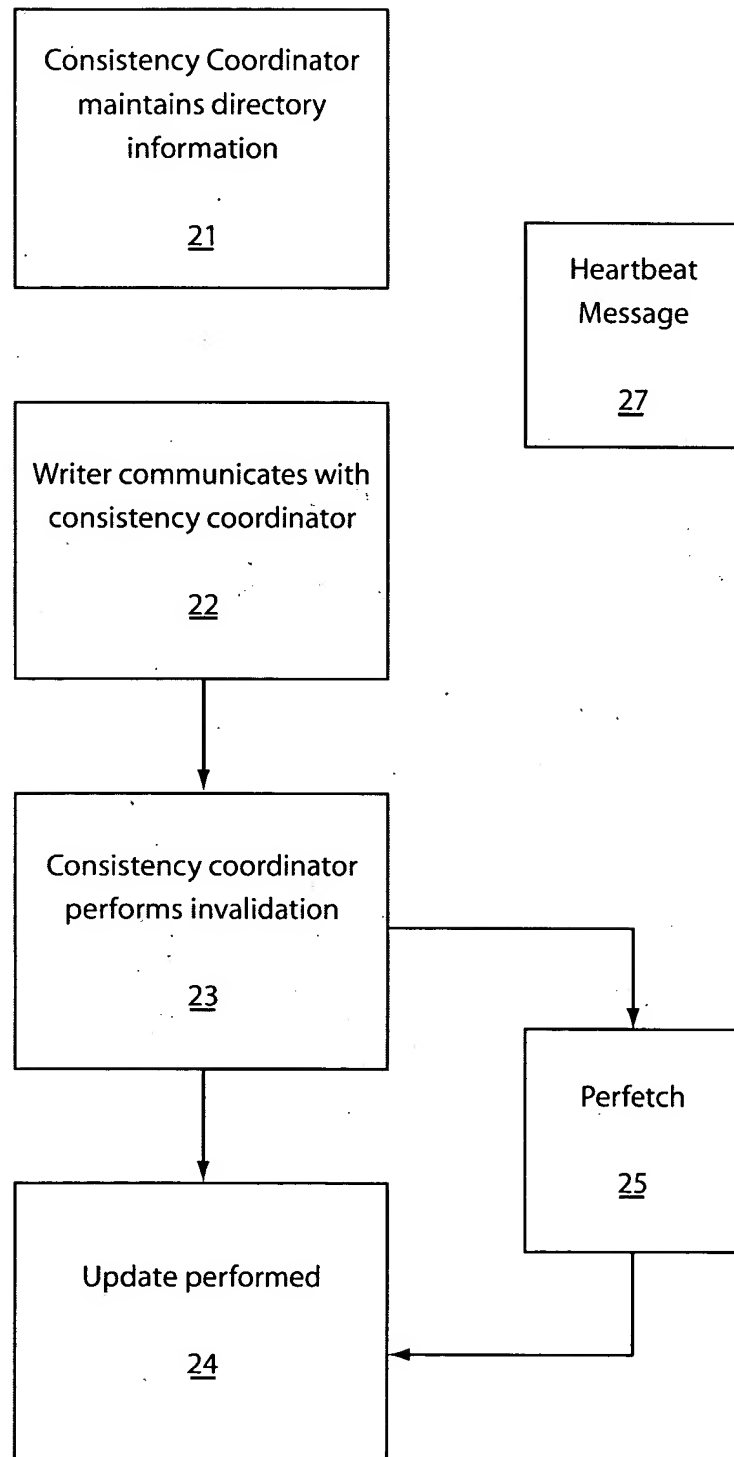 Consistency Coordinator
maintains directory
information
21
Heartbeat
Message
27
Writer communicates with
consistency coordinator
22
Consistency coordinator
performs invalidation
23
Perfetch
25
Update performed
24